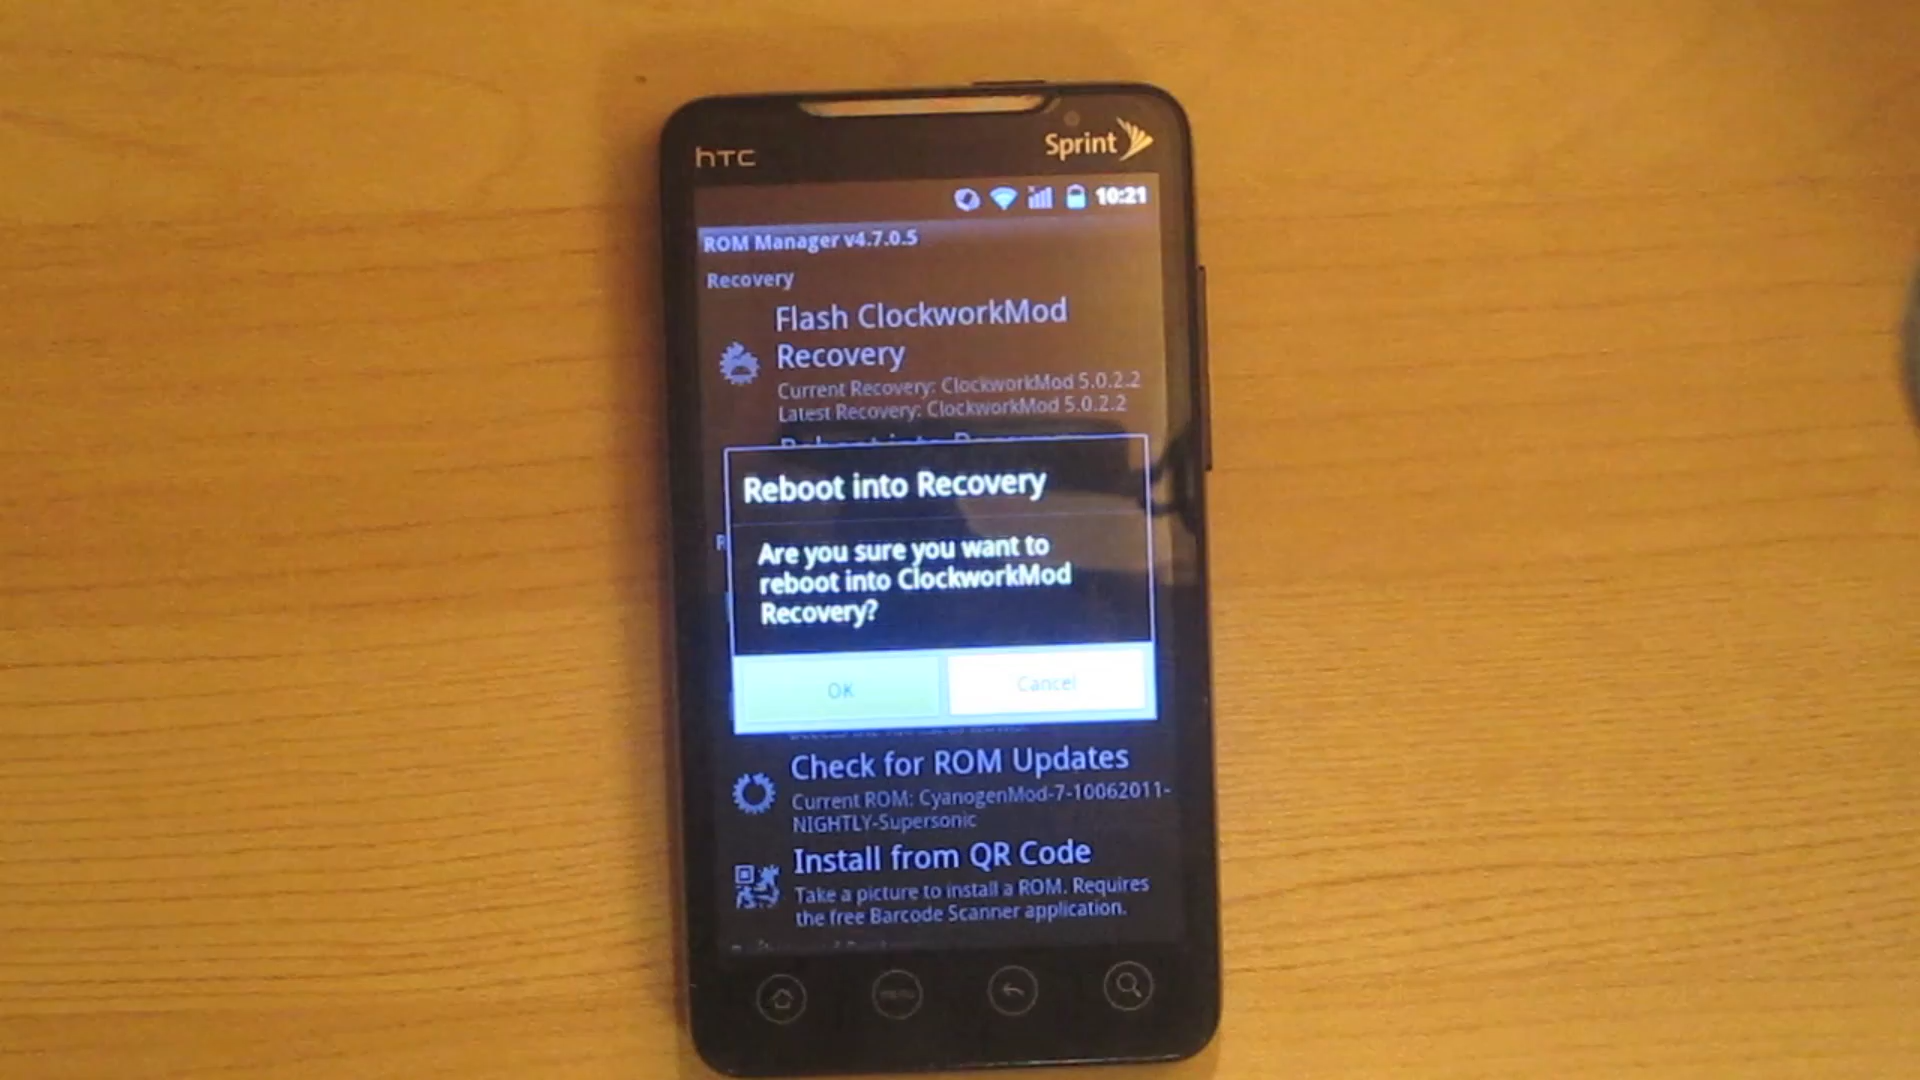 hTC
Sprint
10:21
ROM Manager v4.7.0.5
Recovery
Flash ClockworkMod
Recovery
Current Recovery: ClockworkMod 5.0.2.2
Latest Recovery: ClockworkMod 5.0.2.2
Reboot into Recovery
Are you sure you want to
reboot into ClockworkMod
Recovery?
OK
Cancel
Check for ROM Updates
Current ROM: CyanogenMod-7-10062011-
NIGHTLY-Supersonic
Install from QR Code
Take a picture to install a ROM. Requires
the free Barcode Scanner application.
menu